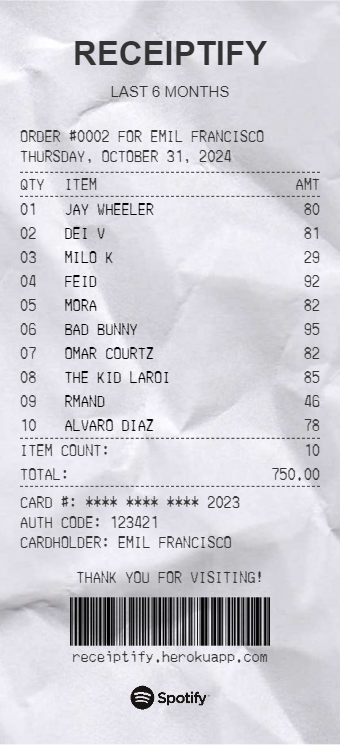 RECEIPTIFY
LAST 6 MONTHS
ORDER #0002 FOR EMIL FRANCISCO
THURSDAY, OCTOBER 31, 2024
QTY ITEM AMT
01 JAY WHEELER 80
02 DEI V 81
03 MILO K 29
04 FEID 92
05 MORA 82
06 BAD BUNNY 95
07 OMAR COURTZ 82
08 THE KID LAROI 85
09 RMAND 46
10 ALVARO DIAZ 78
ITEM COUNT: 10
TOTAL: 750.00
CARD #: **** **** **** 2023
AUTH CODE: 123421
CARDHOLDER: EMIL FRANCISCO
THANK YOU FOR VISITING!
receiptify.herokuapp.com
Spotify